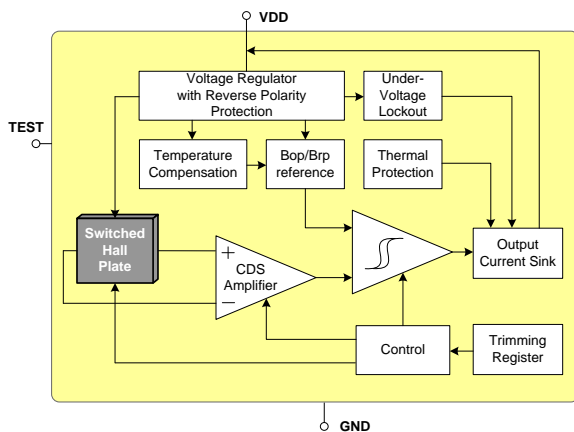 VDD
Voltage Regulator
with Reverse Polarity
Protection
Under-
Voltage
Lockout
TEST
Temperature
Compensation
Bop/Brp
reference
Thermal
Protection
Switched
Hall
Plate
+
CDS
Amplifier
−
Output
Current Sink
Control
Trimming
Register
GND